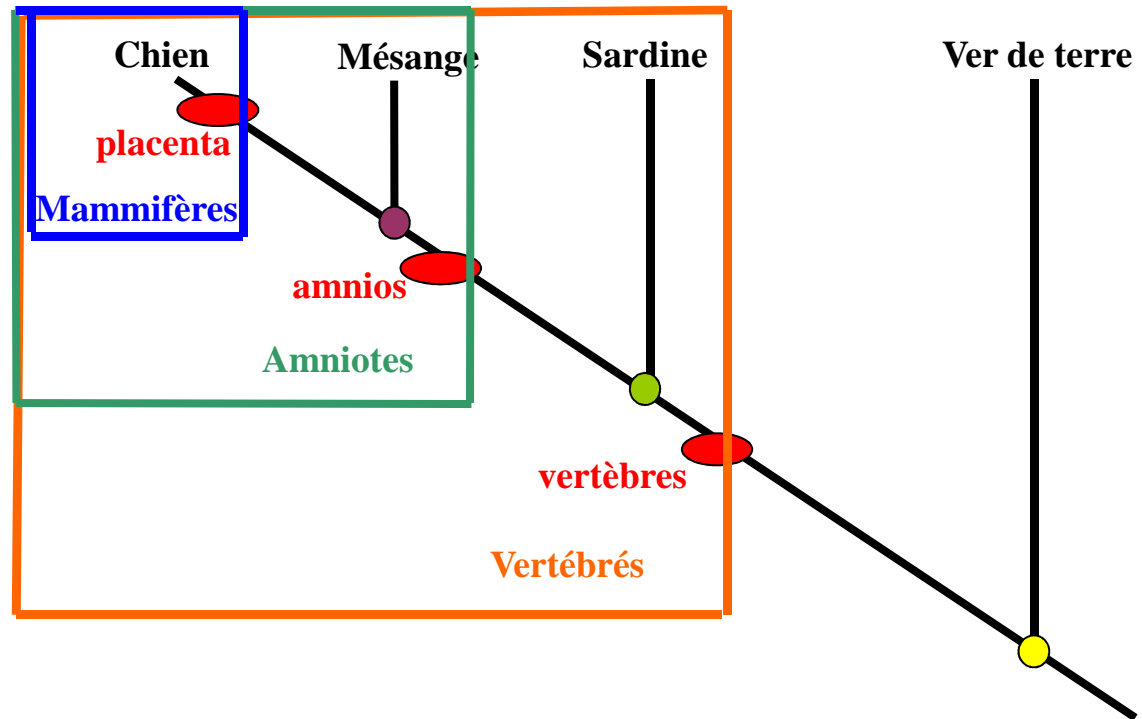 Chien
Mésange
Sardine
Ver de terre
placenta
Mammifères
amnios
Amniotes
vertèbres
Vertébrés